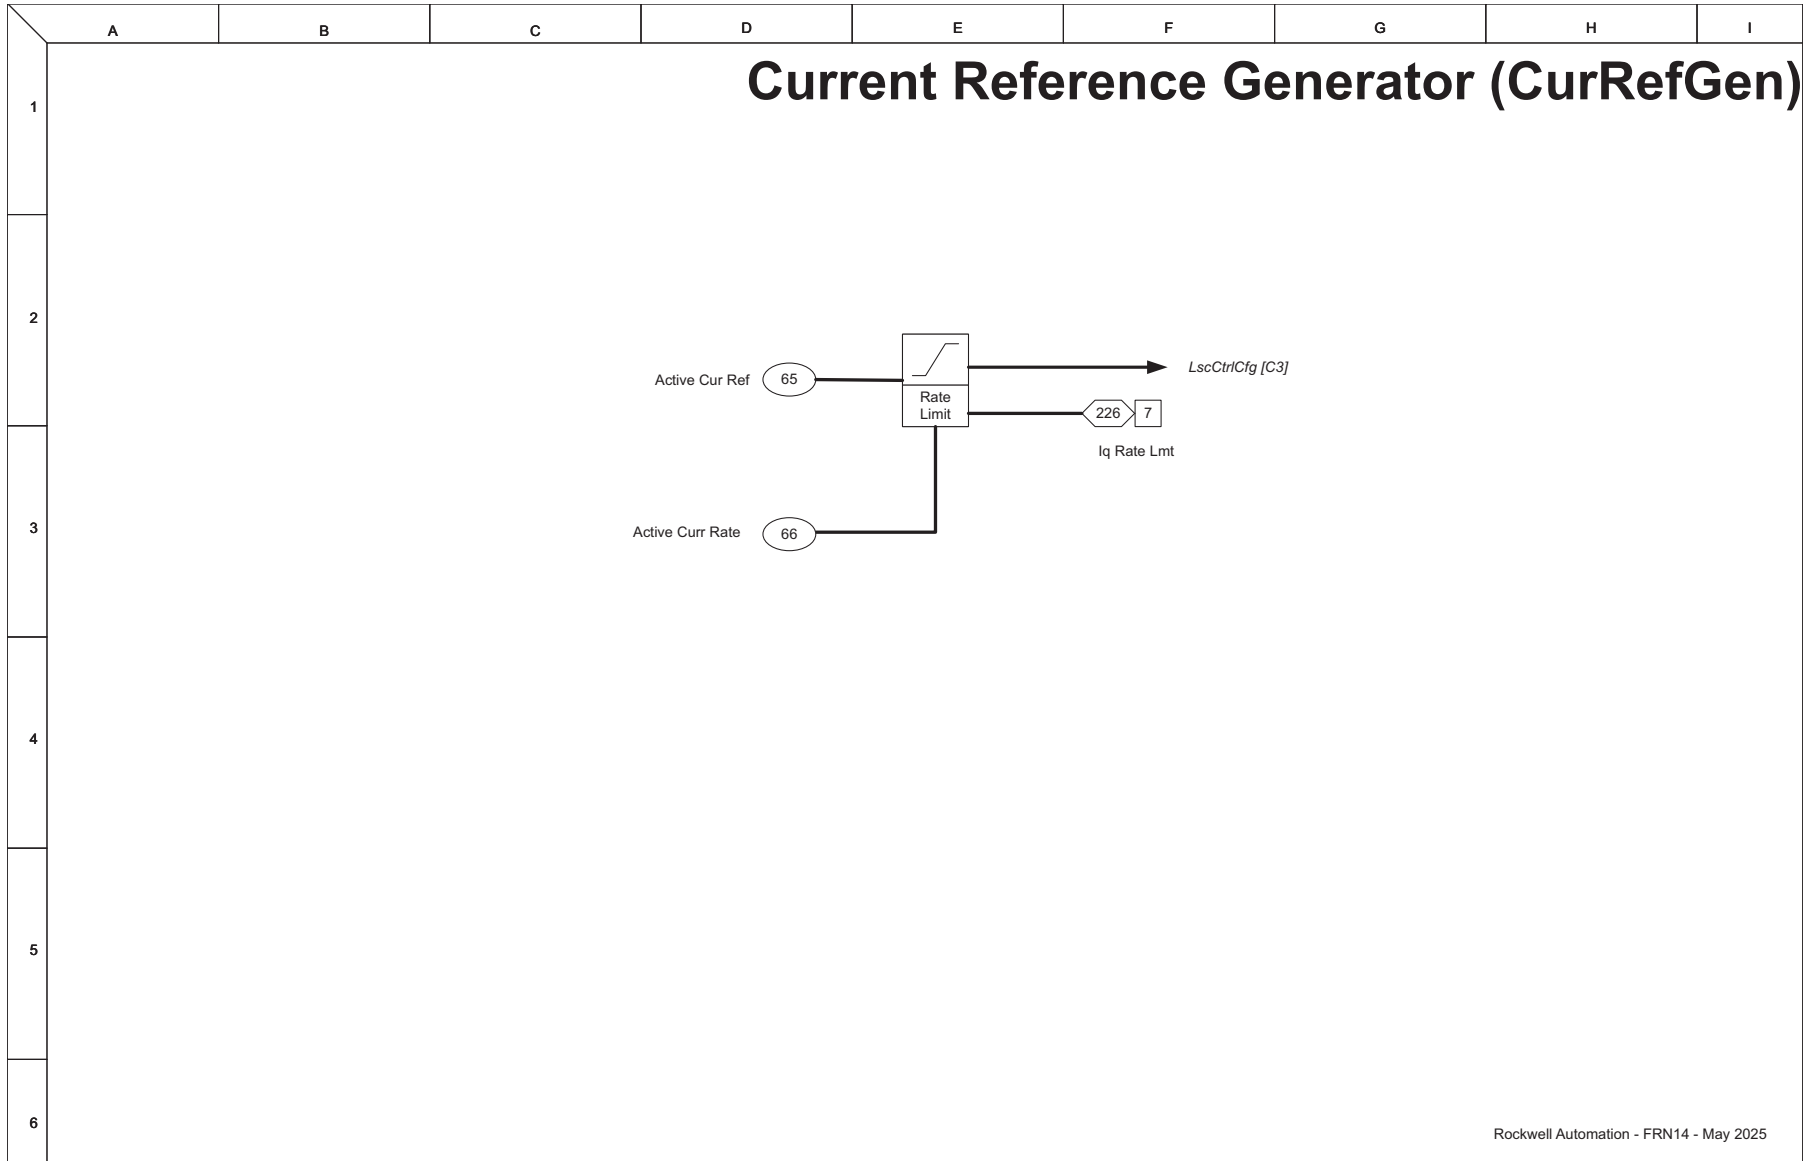 A B C D E F G H I
Current Reference Generator (CurRefGen)
1
2
Active Cur Ref 65
LscCtrlCfg [C3]
Rate
Limit
226 7
Iq Rate Lmt
3
Active Curr Rate 66
4
5
6
Rockwell Automation - FRN14 - May 2025